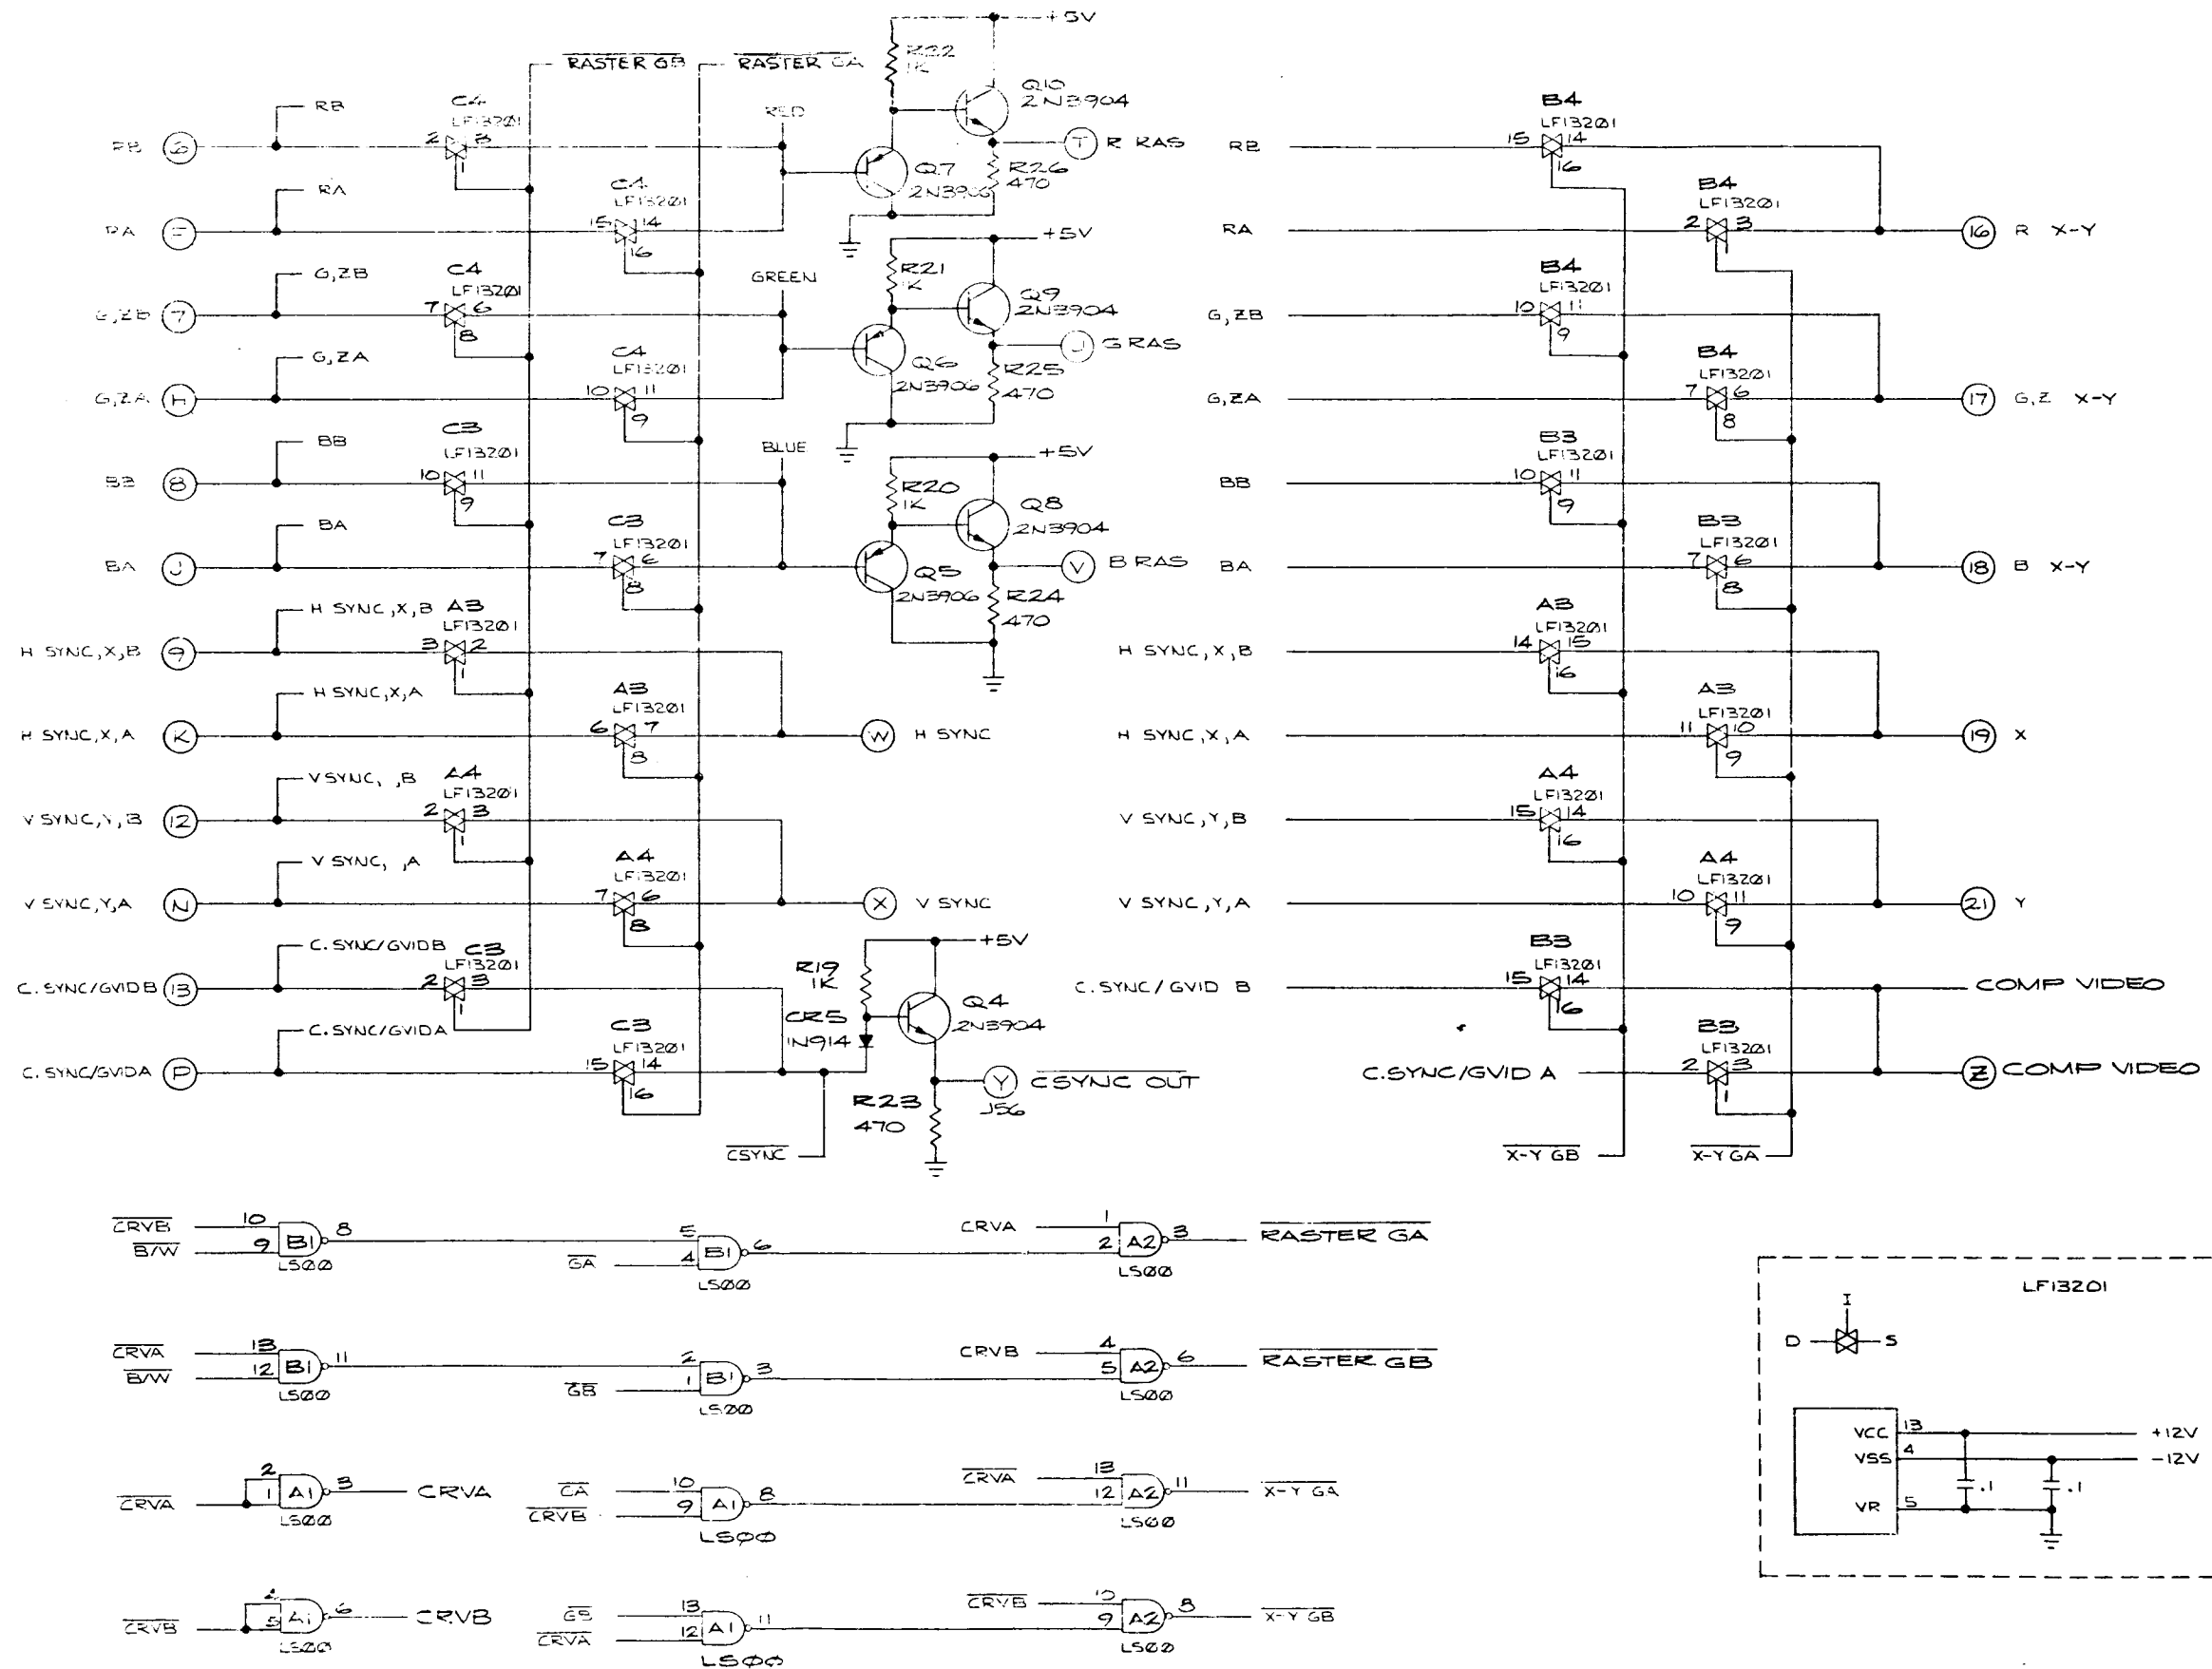 +5V
RASTER GB
RASTER GA
R22
1K
Q10
2N3904
RB
C4
LF13201
RED
B4
LF13201
RB 6
2 3
1
T R RAS
RB
15 14
16
Q7
2N3906
R26
470
RA
C4
LF13201
B4
LF13201
RA F
15 14
16
RA
2 3
1
16 R X-Y
+5V
G,ZB
C4
LF13201
GREEN
R21
1K
Q9
2N3904
B4
LF13201
G,ZB 7
7 6
8
G,ZB
10 11
9
G,ZA
C4
LF13201
Q6
2N3906
J G RAS
R25
470
B4
LF13201
G,ZA H
10 11
9
G,ZA
7 6
8
17 G,Z X-Y
BB
C3
LF13201
BLUE
+5V
B3
LF13201
BB 8
10 11
9
R20
1K
Q8
2N3904
BB
10 11
9
BA
C3
LF13201
B3
LF13201
BA J
7 6
8
Q5
2N3906
V B RAS
BA
7 6
8
18 B X-Y
R24
470
H SYNC,X,B
A3
LF13201
A3
LF13201
H SYNC,X,B 9
3 2
1
H SYNC,X,B
14 15
16
H SYNC,X,A
A3
LF13201
A3
LF13201
H SYNC,X,A K
6 7
8
W H SYNC
H SYNC,X,A
11 10
9
19 X
VSYNC, ,B
A4
LF13201
A4
LF13201
V SYNC,Y,B 12
2 3
1
V SYNC,Y,B
15 14
16
V SYNC, ,A
A4
LF13201
A4
LF13201
V SYNC,Y,A N
7 6
8
X V SYNC
V SYNC,Y,A
10 11
9
21 Y
C.SYNC/GVIDB
C3
LF13201
+5V
B3
LF13201
C.SYNC/GVIDB 13
2 3
1
R19
1K
Q4
2N3904
C.SYNC/GVID B
15 14
16
COMP VIDEO
C.SYNC/GVIDA
C3
LF13201
CR5
1N914
B3
LF13201
C.SYNC/GVIDA P
15 14
16
Y CSYNC OUT
J56
C.SYNC/GVID A
2 3
1
Z COMP VIDEO
R23
470
CSYNC
X-Y GB
X-Y GA
CRVB 10
B/W 9
B1 8
LS00
5
GA 4
B1 6
LS00
CRVA 1
2
A2 3
LS00
RASTER GA
CRVA 13
B/W 12
B1 11
LS00
2
GB 1
B1 3
LS00
CRVB 4
5
A2 6
LS00
RASTER GB
CRVA
2
1
A1 3
LS00
CRVA
GA 10
CRVB 9
A1 8
LS00
CRVA 13
12
A2 11
LS00
X-Y GA
CRVB
4
5
A1 6
LS00
CRVB
GB 13
CRVA 12
A1 11
LS00
CRVB 10
9
A2 8
LS00
X-Y GB
LF13201
I
D S
VCC 13 +12V
VSS 4 -12V
.1 .1
VR 5